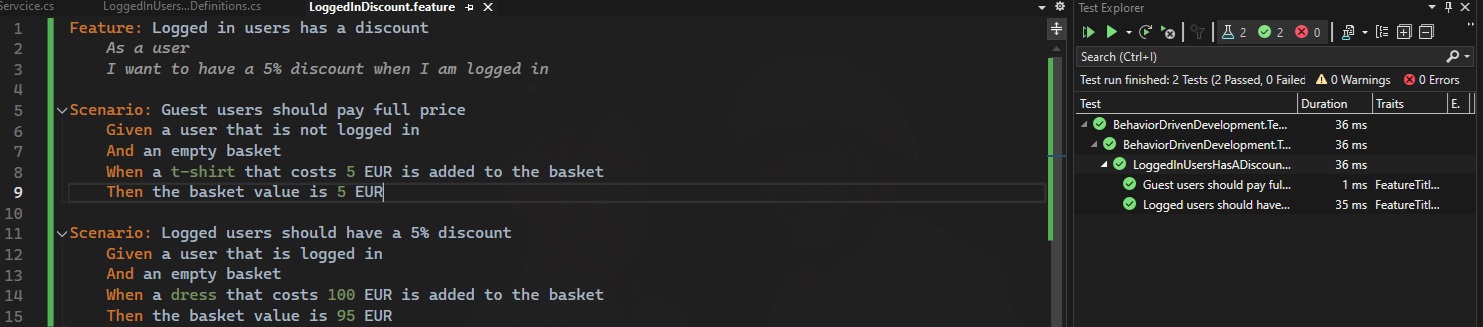 Servcice.cs
LoggedInUsers...Definitions.cs
LoggedInDiscount.feature
1 Feature: Logged in users has a discount
2 As a user
3 I want to have a 5% discount when I am logged in
4
5 Scenario: Guest users should pay full price
6 Given a user that is not logged in
7 And an empty basket
8 When a t-shirt that costs 5 EUR is added to the basket
9 Then the basket value is 5 EUR
10
11 Scenario: Logged users should have a 5% discount
12 Given a user that is logged in
13 And an empty basket
14 When a dress that costs 100 EUR is added to the basket
15 Then the basket value is 95 EUR
Test Explorer
2 2 0
Search (Ctrl+I)
Test run finished: 2 Tests (2 Passed, 0 Failed 0 Warnings 0 Errors
Test Duration Traits E.
BehaviorDrivenDevelopment.Te... 36 ms
BehaviorDrivenDevelopment.T... 36 ms
LoggedInUsersHasADiscoun... 36 ms
Guest users should pay ful... 1 ms FeatureTitl...
Logged users should have... 35 ms FeatureTitl...